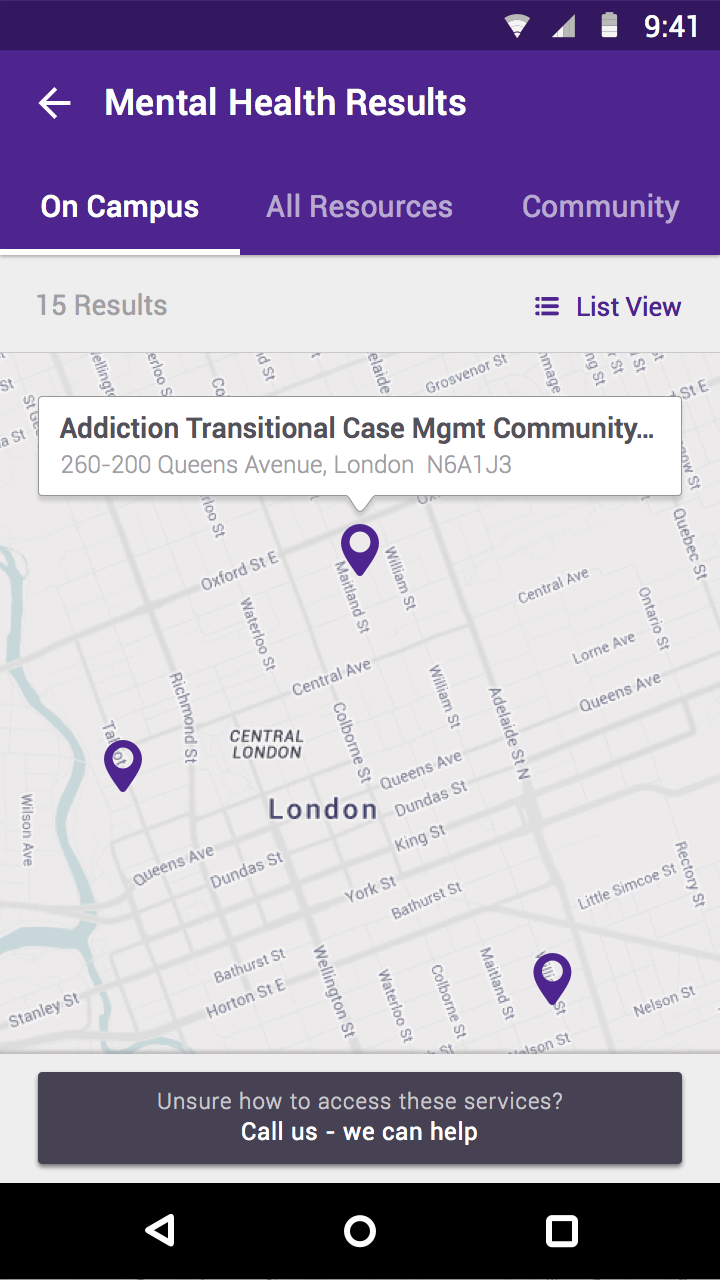 9:41
Mental Health Results
On Campus All Resources Community
15 Results List View
Addiction Transitional Case Mgmt Community...
260-200 Queens Avenue, London N6A1J3
Grosvenor St
Oxford St E
Maitland St
William St
Quebec St
Central Ave
Ontario St
Waterloo St
Lorne Ave
Central Ave
Queens Ave
Richmond St
William St
Adelaide St N
Colborne St
CENTRAL
LONDON
Queens Ave
Dundas St
London
King St
Wilson Ave
Queens Ave
Dundas St
York St
Bathurst St
Little Simcoe St
Rectory St
Bathurst St
Horton St E
Wellington St
Waterloo St
Colborne St
Maitland St
Nelson St
Stanley St
Unsure how to access these services?
Call us - we can help